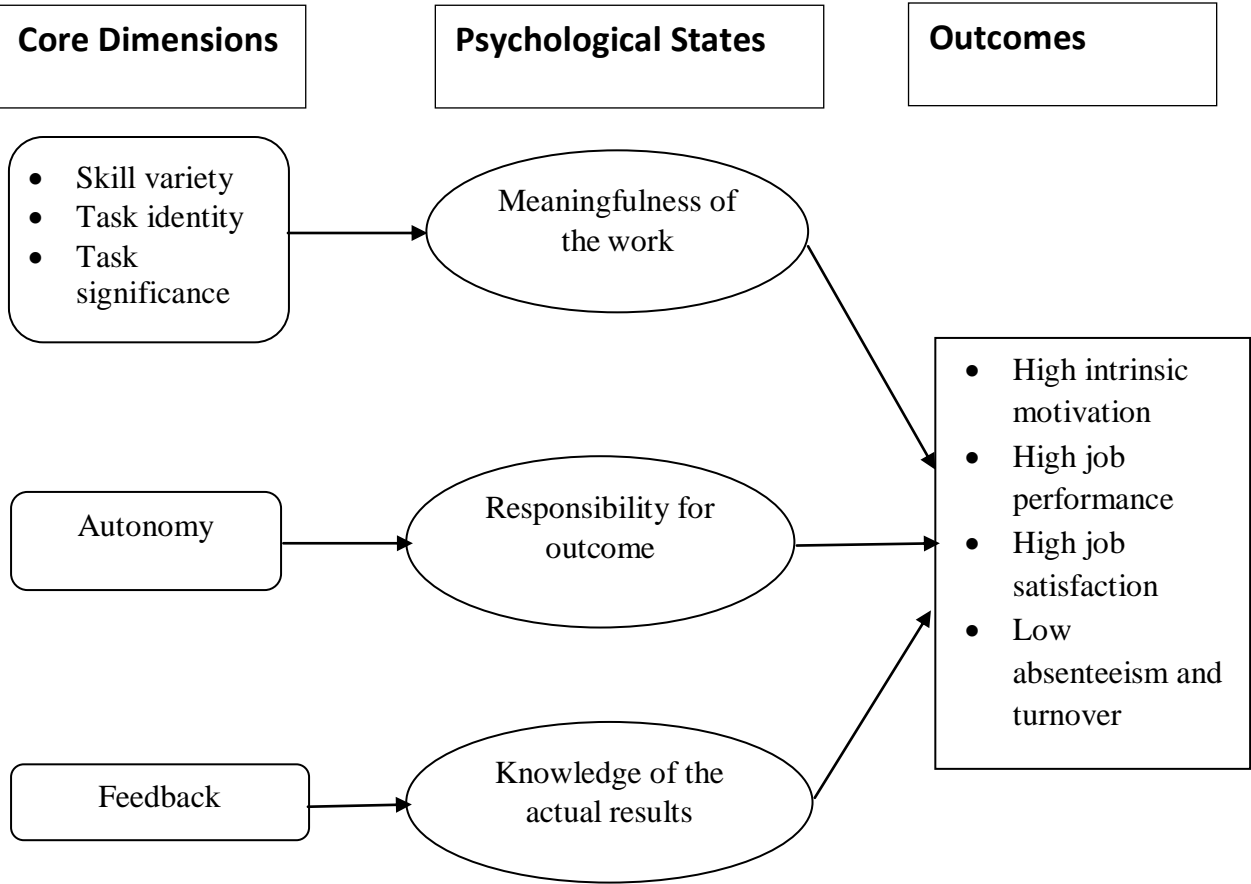 Core Dimensions
Psychological States
Outcomes
• Skill variety
• Task identity
• Task
significance
Meaningfulness of
the work
Autonomy
Responsibility for
outcome
Feedback
Knowledge of the
actual results
• High intrinsic
motivation
• High job
performance
• High job
satisfaction
• Low
absenteeism and
turnover